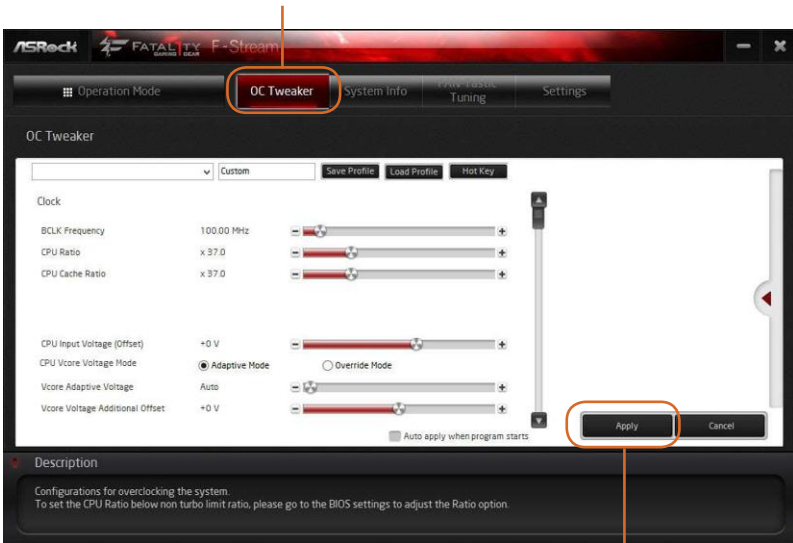 ASRock FATAL1TY GAMING GEAR F-Stream
Operation Mode OC Tweaker System Info FAN-Tastic Tuning Settings
OC Tweaker
Custom Save Profile Load Profile Hot Key
Clock
BCLK Frequency 100.00 MHz
CPU Ratio x 37.0
CPU Cache Ratio x 37.0
CPU Input Voltage (Offset) +0 V
CPU Vcore Voltage Mode Adaptive Mode Override Mode
Vcore Adaptive Voltage Auto
Vcore Voltage Additional Offset +0 V
Auto apply when program starts
Apply Cancel
Description
Configurations for overclocking the system.
To set the CPU Ratio below non turbo limit ratio, please go to the BIOS settings to adjust the Ratio option.